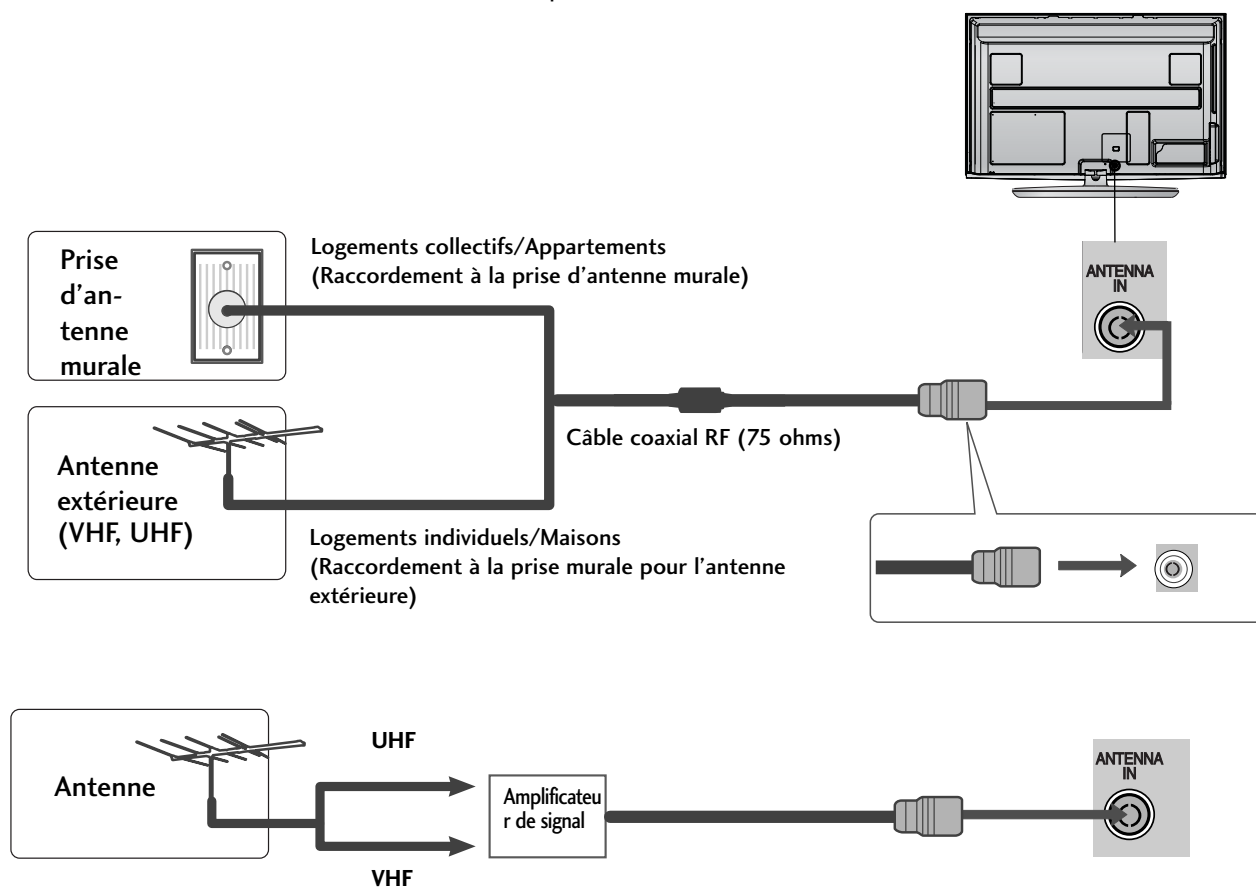 Prise
d'an-
tenne
murale
Logements collectifs/Appartements
(Raccordement à la prise d'antenne murale)
ANTENNA
IN
Antenne
extérieure
(VHF, UHF)
Câble coaxial RF (75 ohms)
Logements individuels/Maisons
(Raccordement à la prise murale pour l'antenne
extérieure)
Antenne
UHF
VHF
Amplificateu
r de signal
ANTENNA
IN